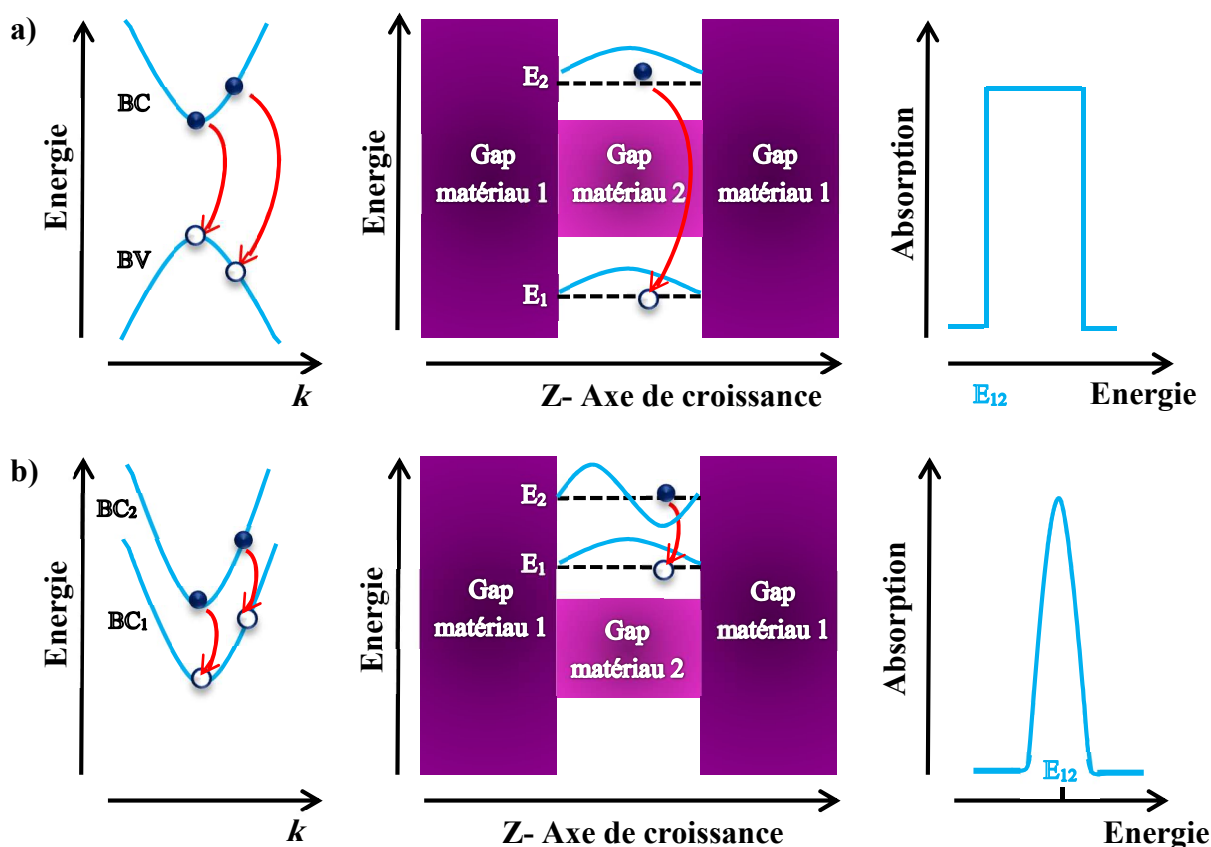 a)
Energie
BC
BV
k
Energie
E2
E1
Gap
matériau 1
Gap
matériau 2
Gap
matériau 1
Z- Axe de croissance
Absorption
E12
Energie
b)
Energie
BC2
BC1
k
Energie
E2
E1
Gap
matériau 1
Gap
matériau 2
Gap
matériau 1
Z- Axe de croissance
Absorption
E12
Energie